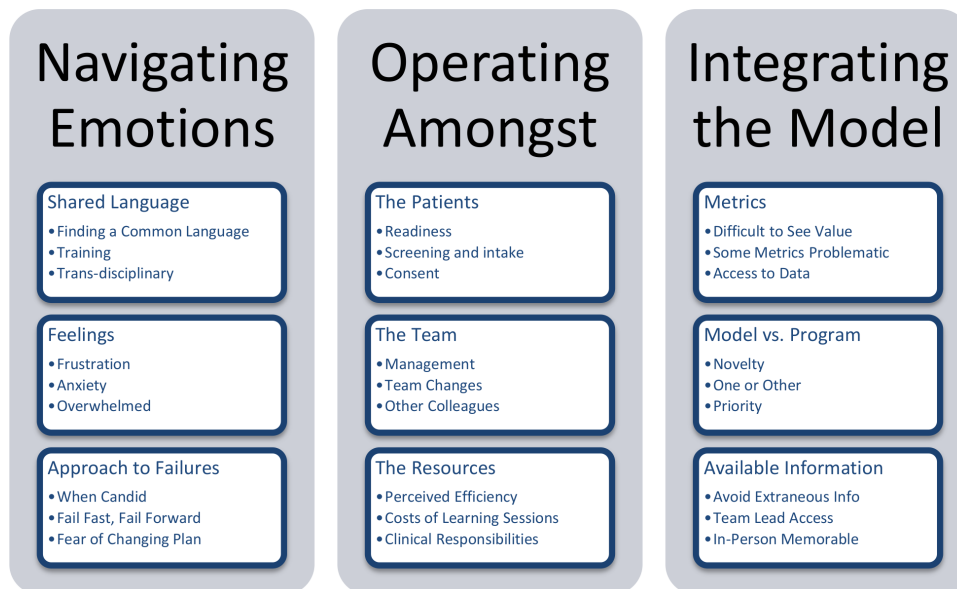 Navigating
Emotions
Shared Language
•Finding a Common Language
•Training
•Trans-disciplinary
Feelings
•Frustration
•Anxiety
•Overwhelmed
Approach to Failures
•When Candid
•Fail Fast, Fail Forward
•Fear of Changing Plan
Operating
Amongst
The Patients
•Readiness
•Screening and intake
•Consent
The Team
•Management
•Team Changes
•Other Colleagues
The Resources
•Perceived Efficiency
•Costs of Learning Sessions
•Clinical Responsibilities
Integrating
the Model
Metrics
•Difficult to See Value
•Some Metrics Problematic
•Access to Data
Model vs. Program
•Novelty
•One or Other
•Priority
Available Information
•Avoid Extraneous Info
•Team Lead Access
•In-Person Memorable